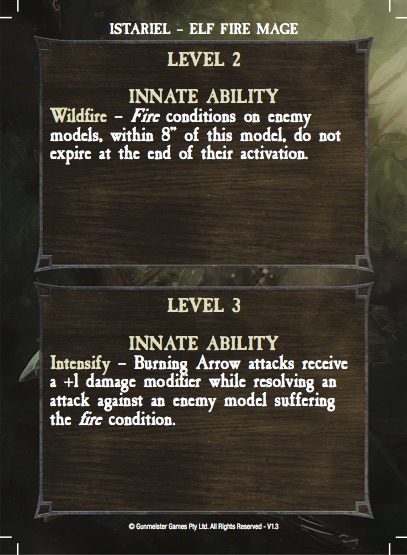 ISTARIEL – ELF FIRE MAGE
LEVEL 2
INNATE ABILITY
Wildfire – Fire conditions on enemy
models, within 8” of this model, do not
expire at the end of their activation.
LEVEL 3
INNATE ABILITY
Intensify – Burning Arrow attacks receive
a +1 damage modifier while resolving an
attack against an enemy model suffering
the fire condition.
© Gunmeister Games Pty Ltd. All Rights Reserved - V1.3